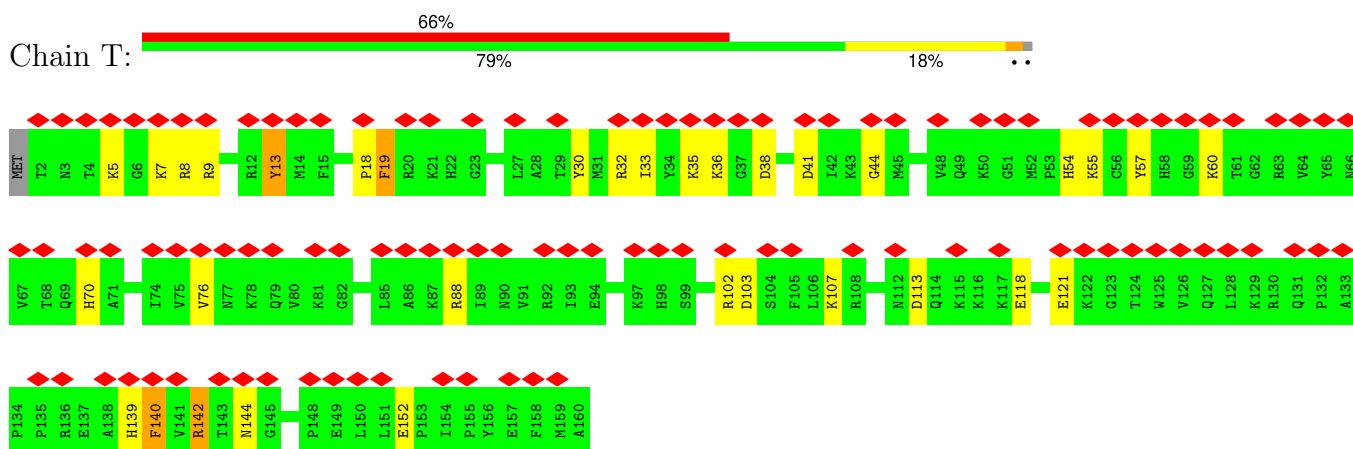 66%
Chain T:
79% 18% • •
MET T2 N3 T4 K5 G6 K7 R8 R9 R12 Y13 M14 F15 P18 F19 R20 K21 H22 G23 L27 A28 T29 Y30 M31 R32 I33 Y34 K35 K36 G37 D38 D41 I42 K43 G44 M45 V48 Q49 K50 G51 M52 P53 H54 K55 C56 Y57 H58 G59 K60 T61 G62 R63 V64 Y65 N66
V67 T68 Q69 H70 A71 I74 V75 V76 N77 K78 Q79 V80 K81 G82 L85 A86 K87 R88 I89 N90 V91 R92 I93 E94 K97 H98 S99 R102 D103 S104 F105 L106 K107 R108 N112 D113 Q114 K115 K116 K117 E118 E121 K122 G123 T124 W125 V126 Q127 L128 K129 R130 Q131 P132 A133
P134 P135 R136 E137 A138 H139 F140 V141 R142 T143 N144 G145 P148 E149 L150 L151 E152 P153 I154 P155 Y156 E157 F158 M159 A160